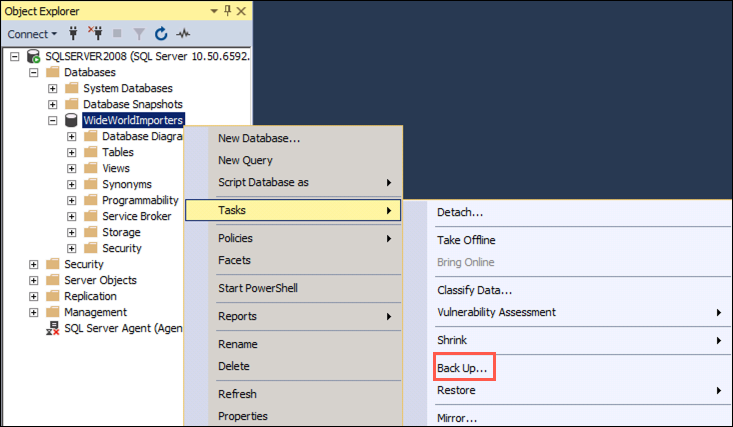 Object Explorer
Connect
SQLSERVER2008 (SQL Server 10.50.6592.
Databases
System Databases
Database Snapshots
WideWorldImporters
Database Diagra
Tables
Views
Synonyms
Programmability
Service Broker
Storage
Security
Security
Server Objects
Replication
Management
SQL Server Agent (Agen
New Database...
New Query
Script Database as
Tasks
Policies
Facets
Start PowerShell
Reports
Rename
Delete
Refresh
Properties
Detach...
Take Offline
Bring Online
Classify Data...
Vulnerability Assessment
Shrink
Back Up...
Restore
Mirror...